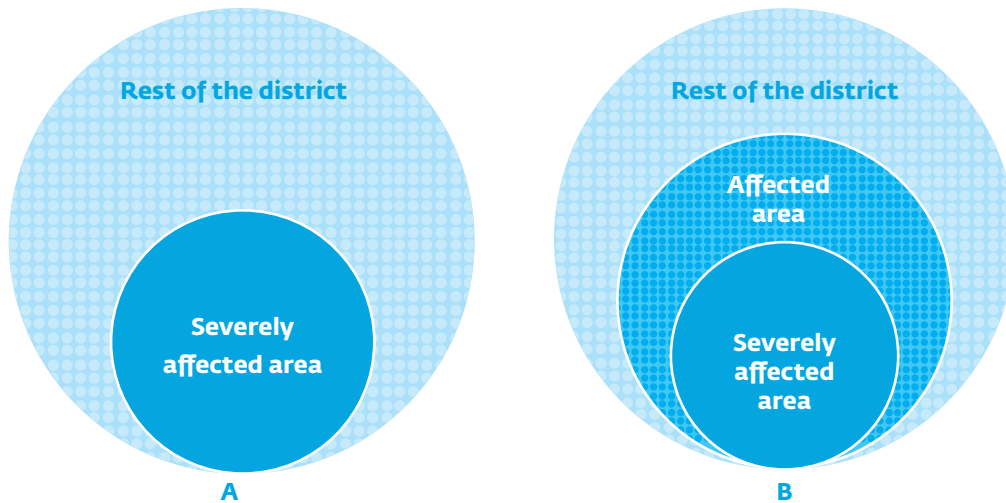 Rest of the district
Severely
affected area
A
Rest of the district
Affected
area
Severely
affected
area
B